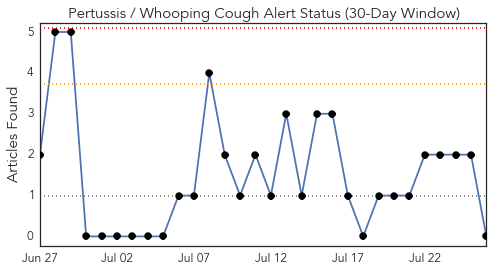 Pertussis / Whooping Cough Alert Status (30-Day Window)
Articles Found
5
4
3
2
1
0
Jun 27
Jul 02
Jul 07
Jul 12
Jul 17
Jul 22